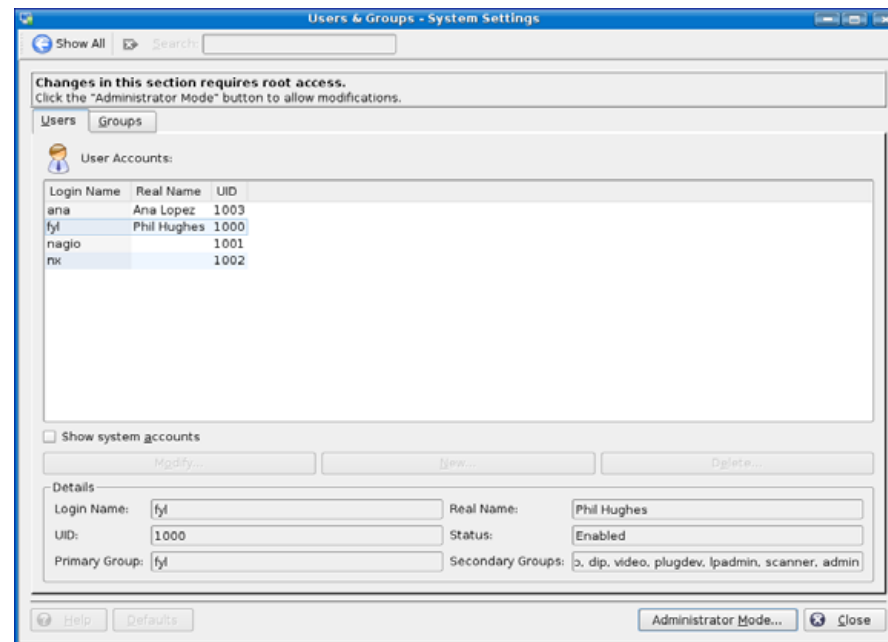 Users & Groups - System Settings
Show All Search:
Changes in this section requires root access.
Click the "Administrator Mode" button to allow modifications.
Users Groups
User Accounts:
Login Name Real Name UID
ana Ana Lopez 1003
fyl Phil Hughes 1000
nagio 1001
nx 1002
Show system accounts
Modify... New... Delete...
Details
Login Name: fyl Real Name: Phil Hughes
UID: 1000 Status: Enabled
Primary Group: fyl Secondary Groups: dip, video, plugdev, lpadmin, scanner, admin
Help Defaults Administrator Mode... Close